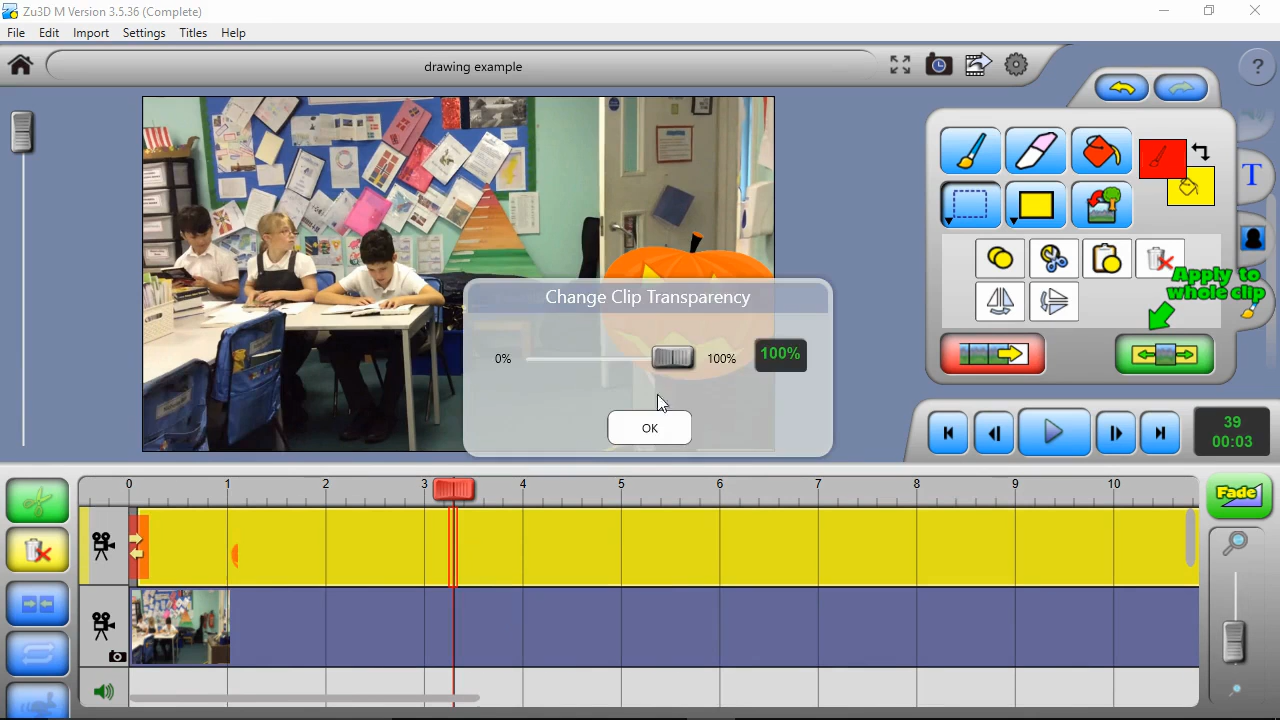 Zu3D M Version 3.5.36 (Complete)
File Edit Import Settings Titles Help
drawing example
?
T
Apply to
whole clip
Change Clip Transparency
0% 100% 100%
OK
39
00:03
0 1 2 3 4 5 6 7 8 9 10
Fade